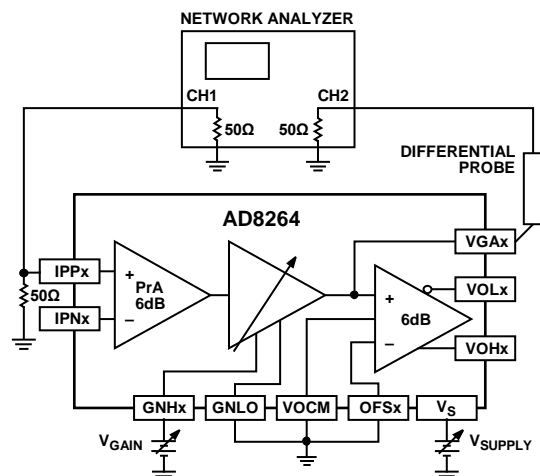 NETWORK ANALYZER
CH1
CH2
50Ω
50Ω
DIFFERENTIAL
PROBE
AD8264
VGAx
IPPx
+
+
VOLx
50Ω
PrA
6dB
6dB
IPNx
–
–
VOHx
GNHx
GNLO
VOCM
OFSx
VS
VGAIN
VSUPPLY